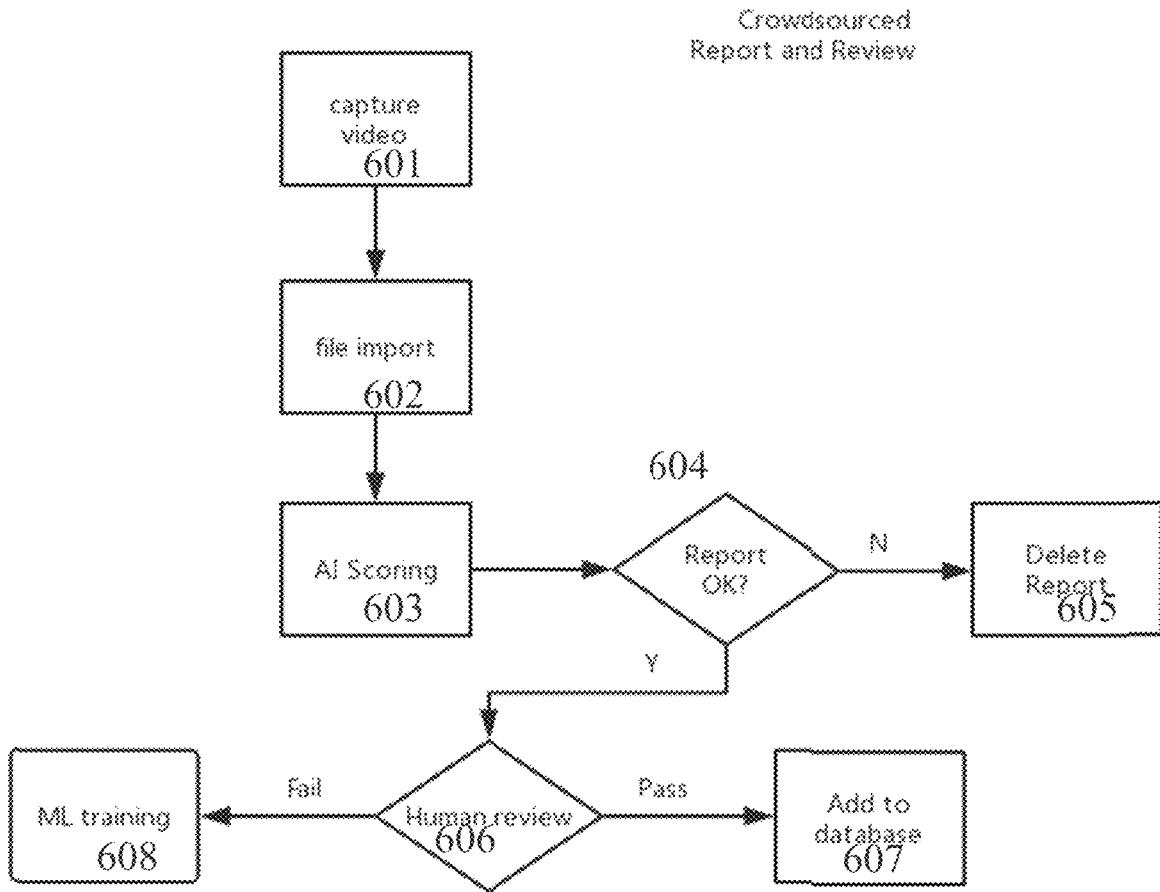 Crowdsourced
Report and Review
capture
video
601
file import
602
AI Scoring
603
604
Report
OK?
N
Delete
Report
605
Y
Human review
606
Fail
Pass
ML training
608
Add to
database
607